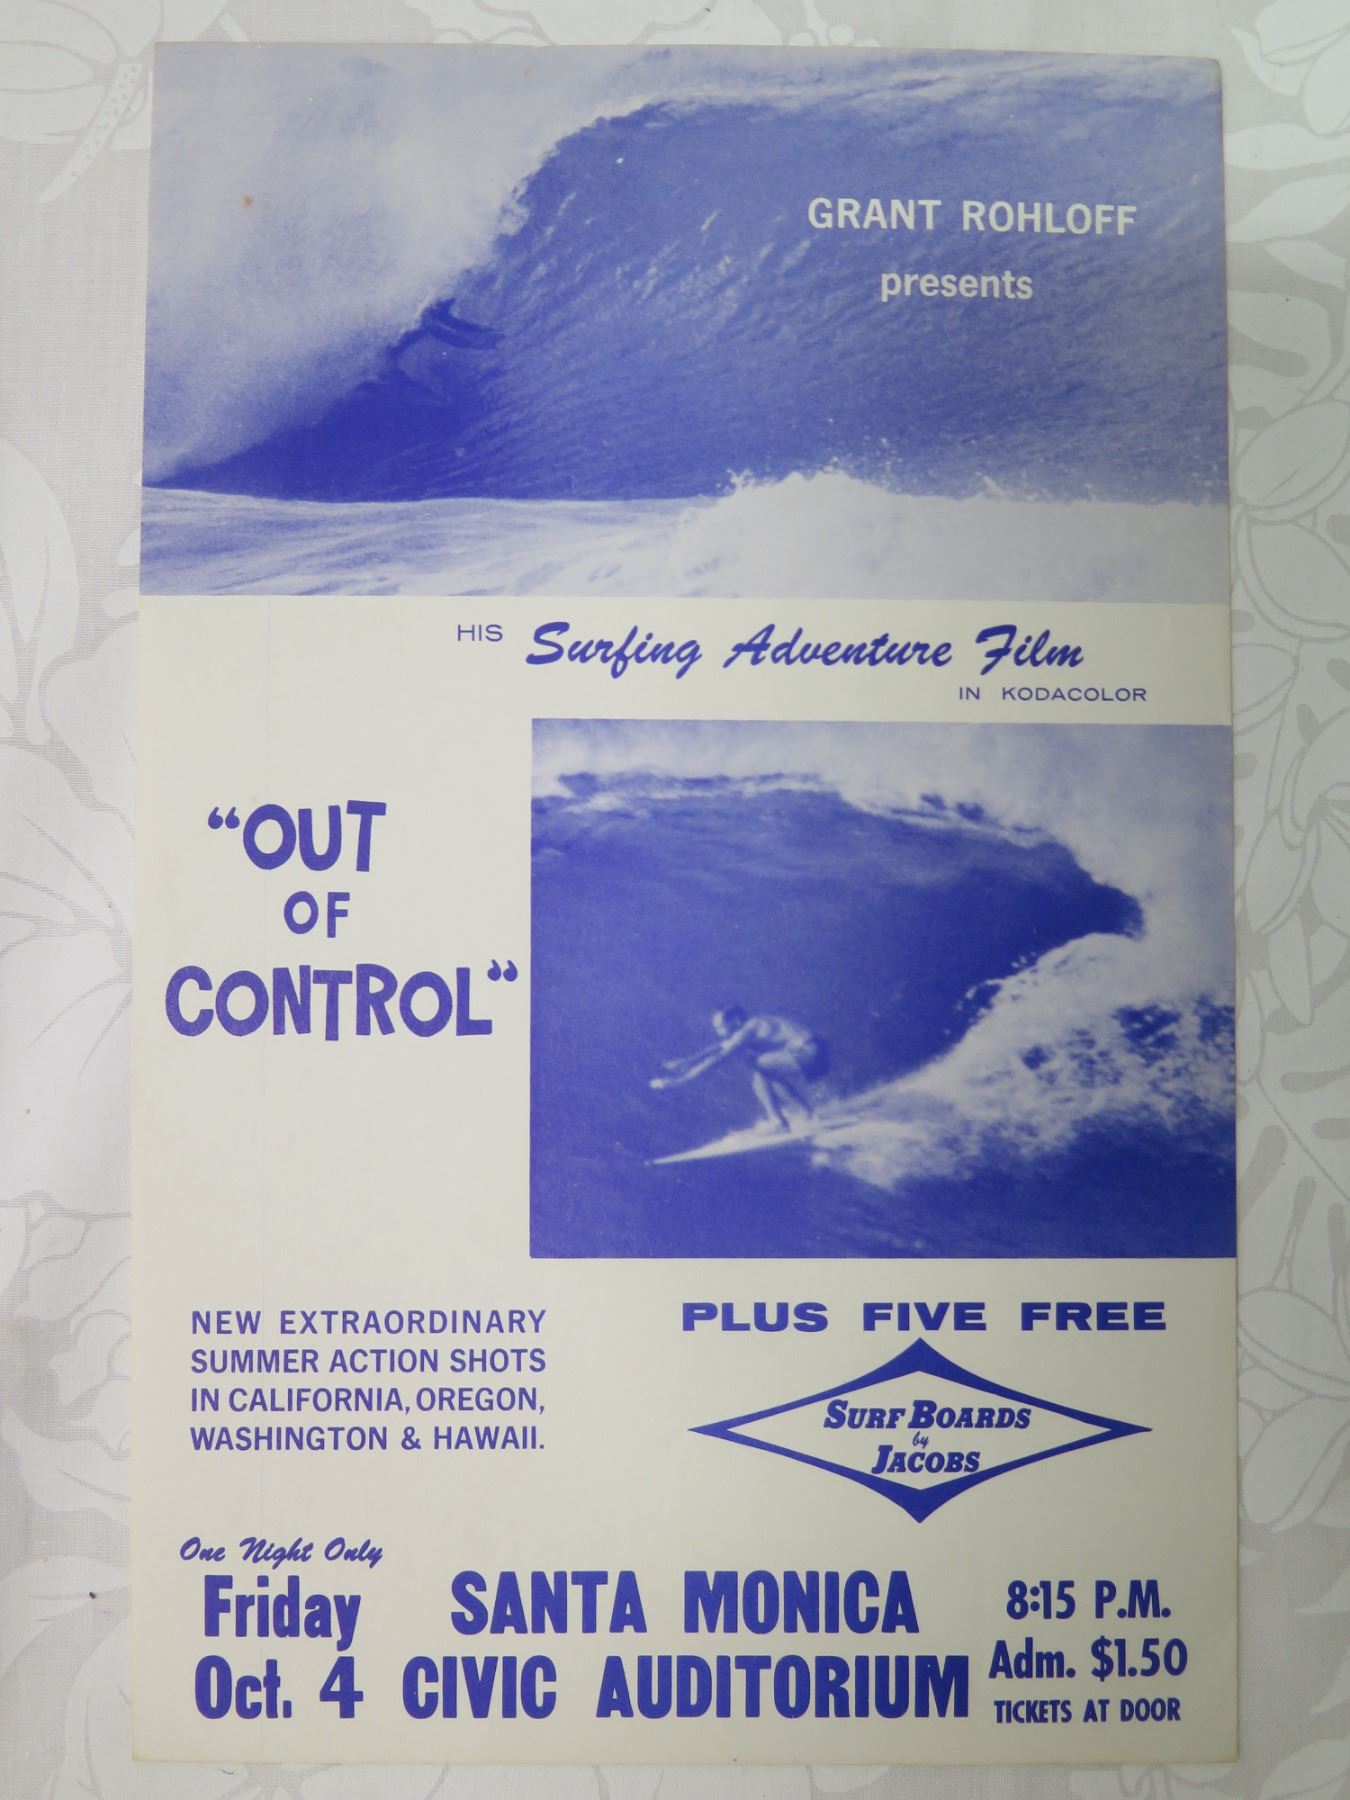 GRANT ROHLOFF
presents
HIS Surfing Adventure Film
IN KODACOLOR
“OUT
OF
CONTROL”
NEW EXTRAORDINARY
SUMMER ACTION SHOTS
IN CALIFORNIA, OREGON,
WASHINGTON & HAWAII.
PLUS FIVE FREE
SURF BOARDS
by
JACOBS
One Night Only
Friday
Oct. 4
SANTA MONICA
CIVIC AUDITORIUM
8:15 P.M.
Adm. $1.50
TICKETS AT DOOR